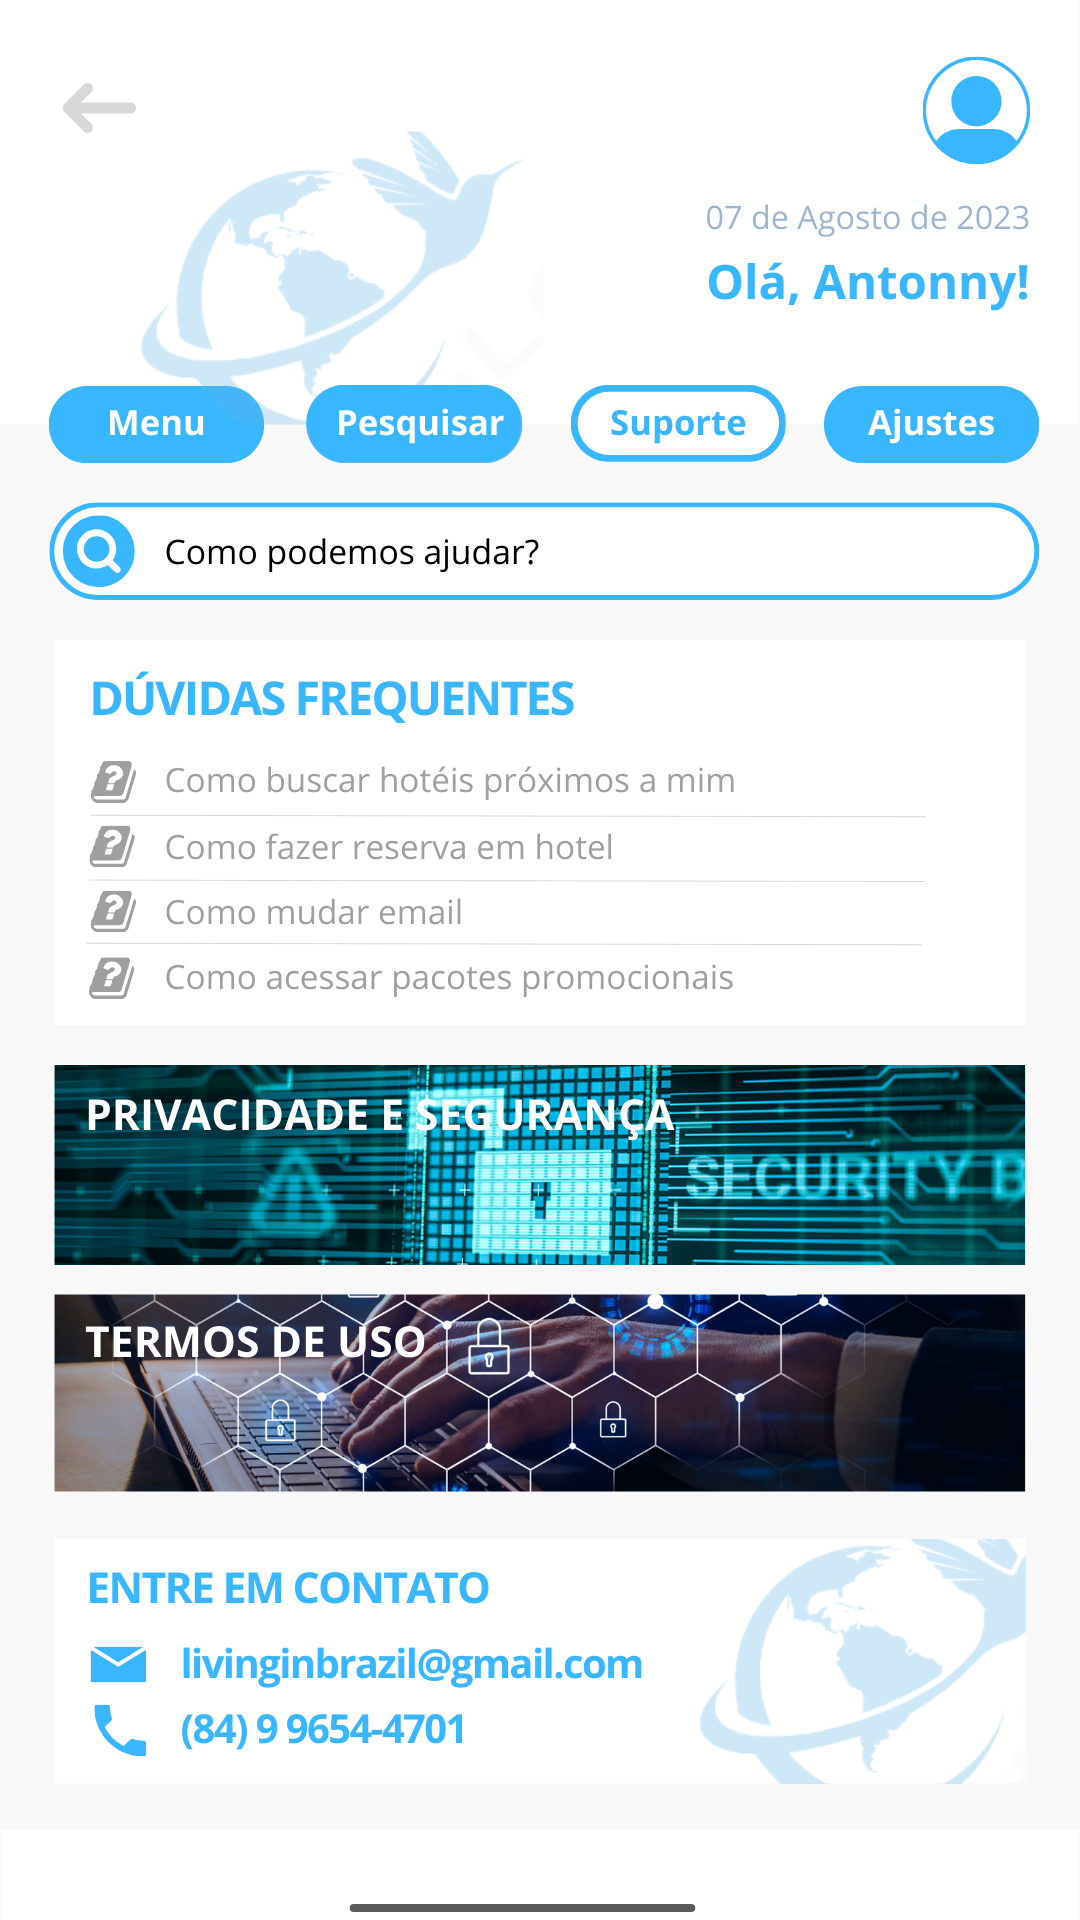 07 de Agosto de 2023
Olá, Antonny!
Menu
Pesquisar
Suporte
Ajustes
Como podemos ajudar?
DÚVIDAS FREQUENTES
Como buscar hotéis próximos a mim
Como fazer reserva em hotel
Como mudar email
Como acessar pacotes promocionais
PRIVACIDADE E SEGURANÇA
SECURITY B
TERMOS DE USO
ENTRE EM CONTATO
livinginbrazil@gmail.com
(84) 9 9654-4701